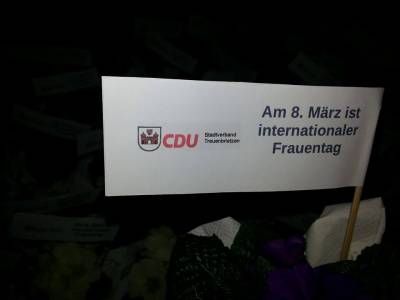 CDU
Stadtverband
Treuenbrietzen
Am 8. März ist
internationaler
Frauentag